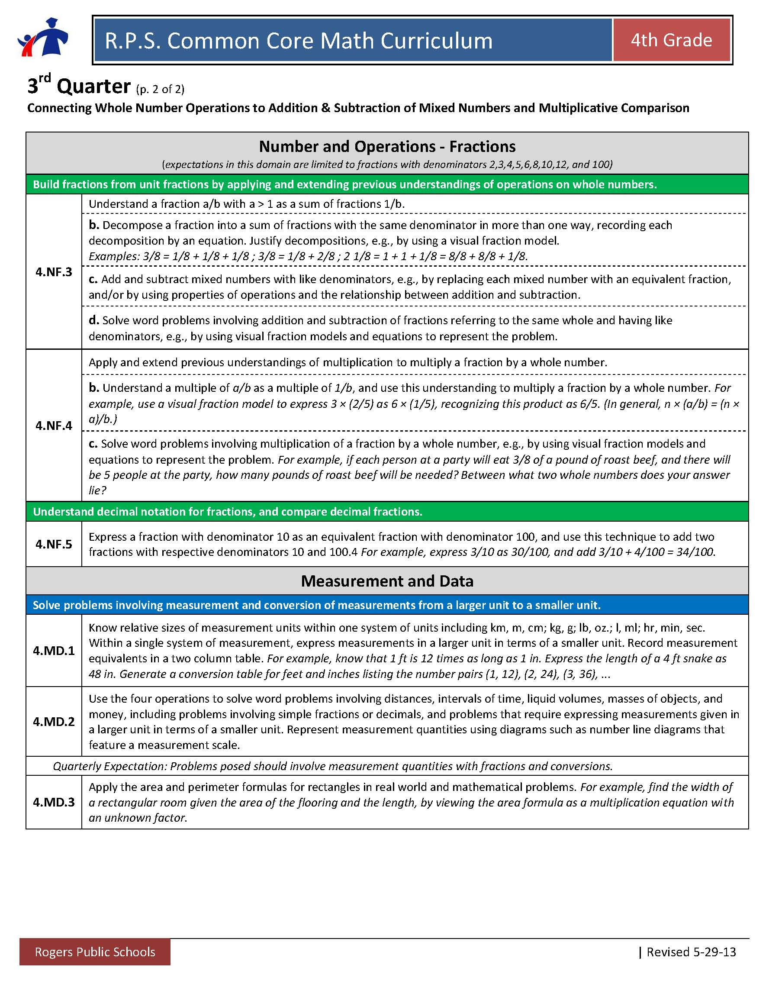 R.P.S. Common Core Math Curriculum
4th Grade
3rd Quarter (p. 2 of 2)
Connecting Whole Number Operations to Addition & Subtraction of Mixed Numbers and Multiplicative Comparison
Number and Operations - Fractions
(expectations in this domain are limited to fractions with denominators 2,3,4,5,6,8,10,12, and 100)
Build fractions from unit fractions by applying and extending previous understandings of operations on whole numbers.
4.NF.3
Understand a fraction a/b with a > 1 as a sum of fractions 1/b.
b. Decompose a fraction into a sum of fractions with the same denominator in more than one way, recording each
decomposition by an equation. Justify decompositions, e.g., by using a visual fraction model.
Examples: 3/8 = 1/8 + 1/8 + 1/8 ; 3/8 = 1/8 + 2/8 ; 2 1/8 = 1 + 1 + 1/8 = 8/8 + 8/8 + 1/8.
c. Add and subtract mixed numbers with like denominators, e.g., by replacing each mixed number with an equivalent fraction,
and/or by using properties of operations and the relationship between addition and subtraction.
d. Solve word problems involving addition and subtraction of fractions referring to the same whole and having like
denominators, e.g., by using visual fraction models and equations to represent the problem.
4.NF.4
Apply and extend previous understandings of multiplication to multiply a fraction by a whole number.
b. Understand a multiple of a/b as a multiple of 1/b, and use this understanding to multiply a fraction by a whole number. For
example, use a visual fraction model to express 3 × (2/5) as 6 × (1/5), recognizing this product as 6/5. (In general, n × (a/b) = (n ×
a)/b.)
c. Solve word problems involving multiplication of a fraction by a whole number, e.g., by using visual fraction models and
equations to represent the problem. For example, if each person at a party will eat 3/8 of a pound of roast beef, and there will
be 5 people at the party, how many pounds of roast beef will be needed? Between what two whole numbers does your answer
lie?
Understand decimal notation for fractions, and compare decimal fractions.
4.NF.5
Express a fraction with denominator 10 as an equivalent fraction with denominator 100, and use this technique to add two
fractions with respective denominators 10 and 100.4 For example, express 3/10 as 30/100, and add 3/10 + 4/100 = 34/100.
Measurement and Data
Solve problems involving measurement and conversion of measurements from a larger unit to a smaller unit.
4.MD.1
Know relative sizes of measurement units within one system of units including km, m, cm; kg, g; lb, oz.; l, ml; hr, min, sec.
Within a single system of measurement, express measurements in a larger unit in terms of a smaller unit. Record measurement
equivalents in a two column table. For example, know that 1 ft is 12 times as long as 1 in. Express the length of a 4 ft snake as
48 in. Generate a conversion table for feet and inches listing the number pairs (1, 12), (2, 24), (3, 36), ...
4.MD.2
Use the four operations to solve word problems involving distances, intervals of time, liquid volumes, masses of objects, and
money, including problems involving simple fractions or decimals, and problems that require expressing measurements given in
a larger unit in terms of a smaller unit. Represent measurement quantities using diagrams such as number line diagrams that
feature a measurement scale.
Quarterly Expectation: Problems posed should involve measurement quantities with fractions and conversions.
4.MD.3
Apply the area and perimeter formulas for rectangles in real world and mathematical problems. For example, find the width of
a rectangular room given the area of the flooring and the length, by viewing the area formula as a multiplication equation with
an unknown factor.
Rogers Public Schools
| Revised 5-29-13